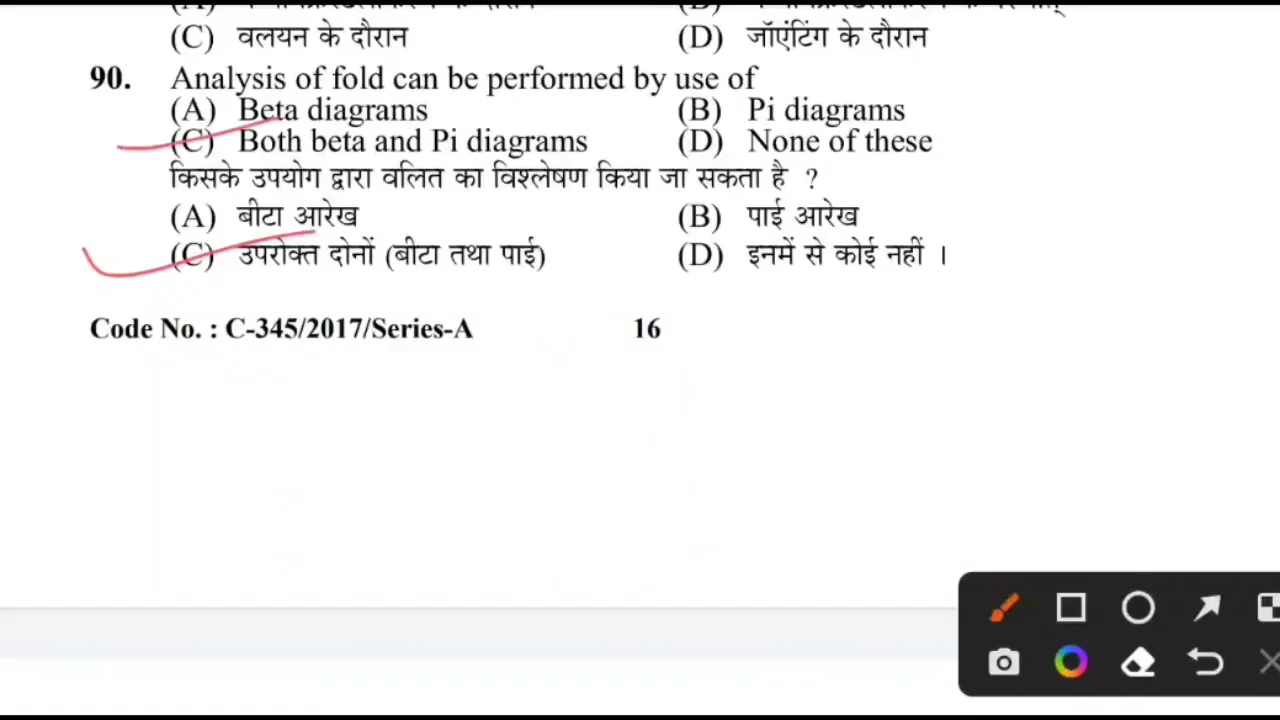 (C) वलयन के दौरान (D) जॉएंटिंग के दौरान
90. Analysis of fold can be performed by use of
(A) Beta diagrams (B) Pi diagrams
(C) Both beta and Pi diagrams (D) None of these
किसके उपयोग द्वारा वलित का विश्लेषण किया जा सकता है ?
(A) बीटा आरेख (B) पाई आरेख
(C) उपरोक्त दोनों (बीटा तथा पाई) (D) इनमें से कोई नहीं ।
Code No. : C-345/2017/Series-A 16